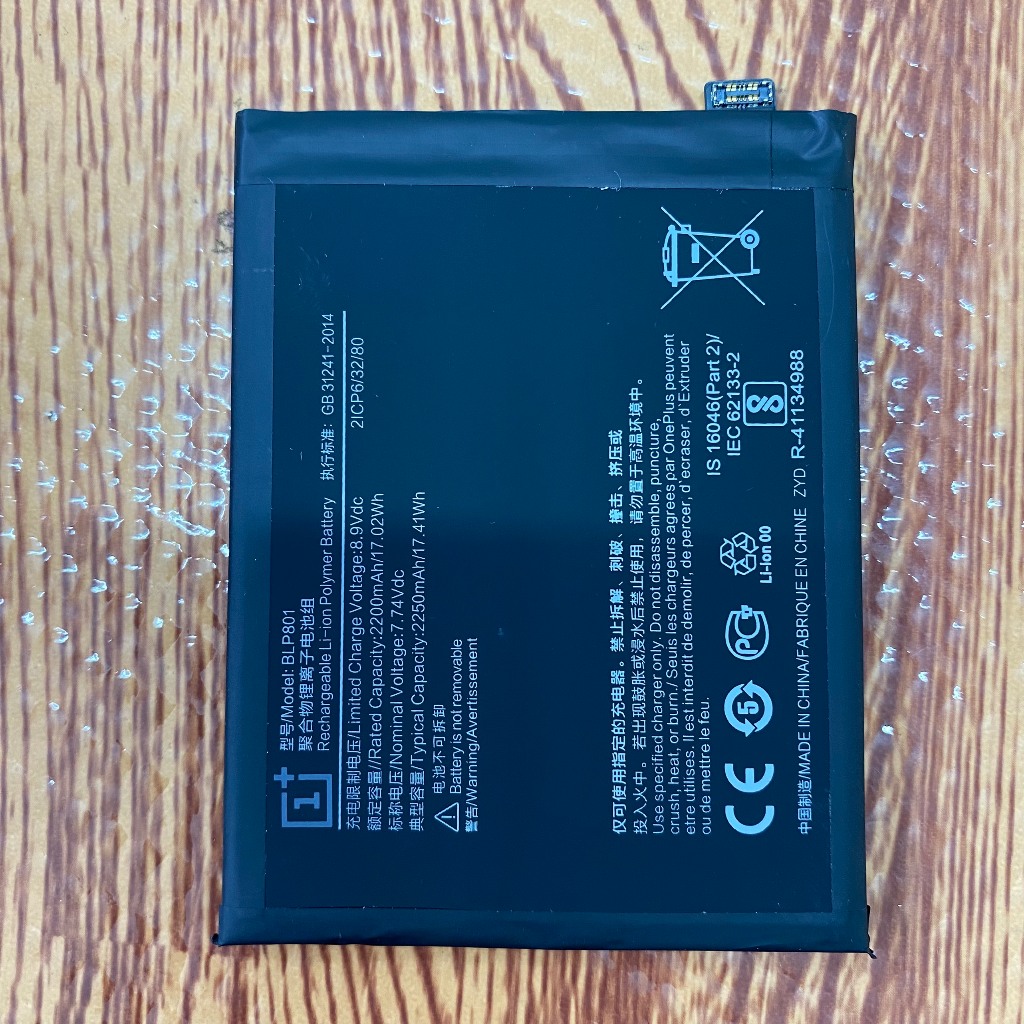 1+
型号/Model: BLP801
聚合物锂离子电池组
Rechargeable Li-ion Polymer Battery 执行标准: GB31241-2014
充电限制电压/Limited Charge Voltage:8.9Vdc 2ICP6/32/80
额定容量//Rated Capacity:2200mAh/17.02Wh
标称电压/Nominal Voltage:7.74Vdc
典型容量/Typical Capacity:2250mAh/17.41Wh
电池不可拆卸
Battery is not removable
警告/Warning/Avertissement
仅可使用指定的充电器。禁止拆解、刺破、撞击、挤压或
投入火中。若出现鼓胀或浸水后禁止使用，请勿置于高温环境中。
Use specified charger only. Do not disassemble, puncture,
crush, heat, or burn./ Seuis les chargeurs agrees par OnePlus peuvent
etre utilises. Il est interdit de demolir, de percer, d'ecraser, d`Extruder
ou de mettre le feu.
CE
5
PC
Li-Ion 00
IS 16046(Part 2)/
IEC 62133-2
R-41134988
中国制造/MADE IN CHINA/FABRIQUE EN CHINE ZYD